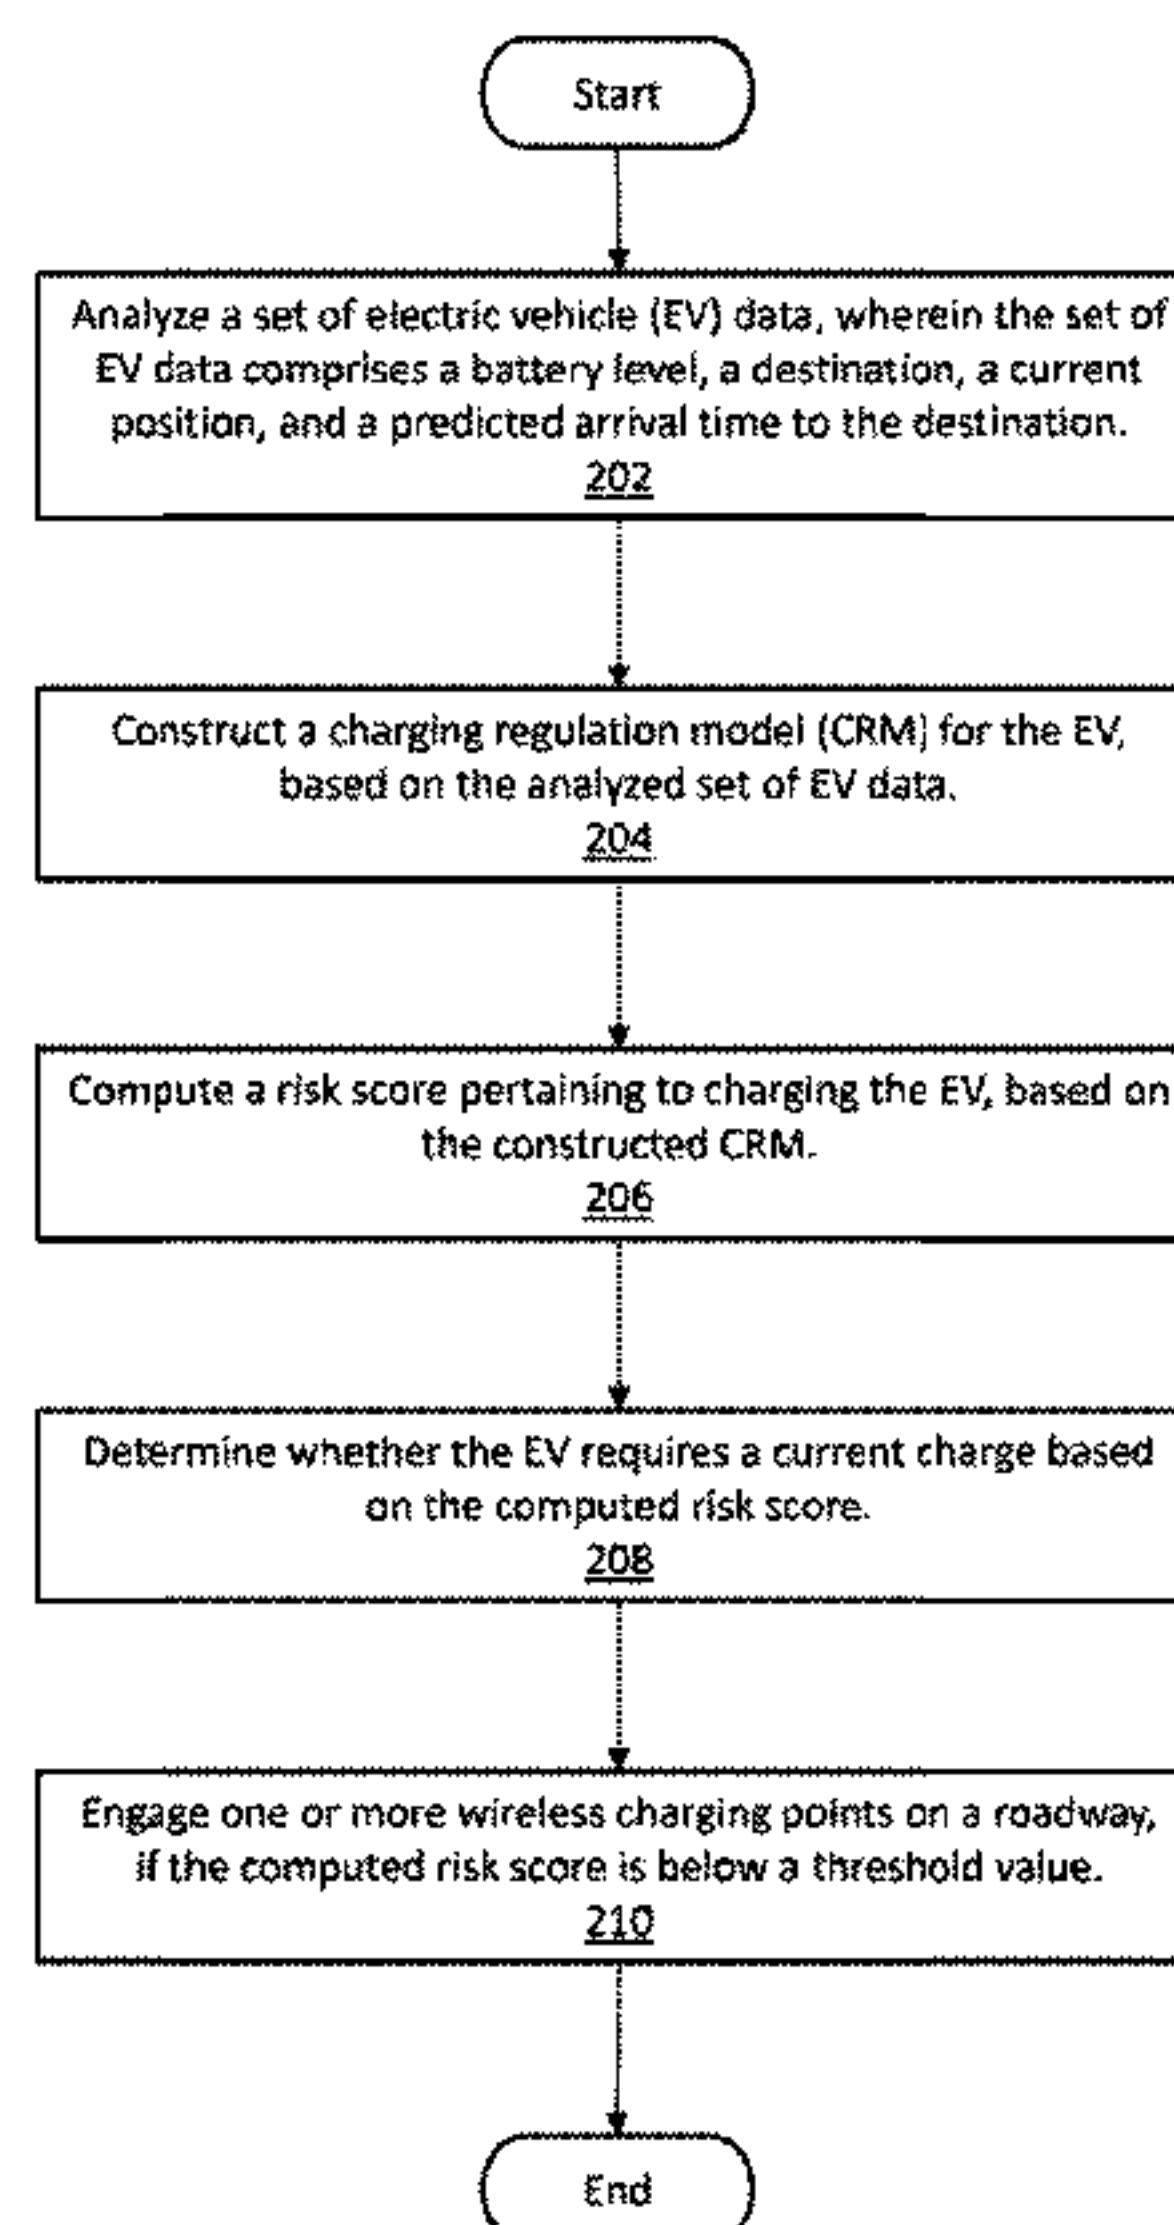 Start
Analyze a set of electric vehicle (EV) data, wherein the set of
EV data comprises a battery level, a destination, a current
position, and a predicted arrival time to the destination.
202
Construct a charging regulation model (CRM) for the EV,
based on the analyzed set of EV data.
204
Compute a risk score pertaining to charging the EV, based on
the constructed CRM.
206
Determine whether the EV requires a current charge based
on the computed risk score.
208
Engage one or more wireless charging points on a roadway,
if the computed risk score is below a threshold value.
210
End